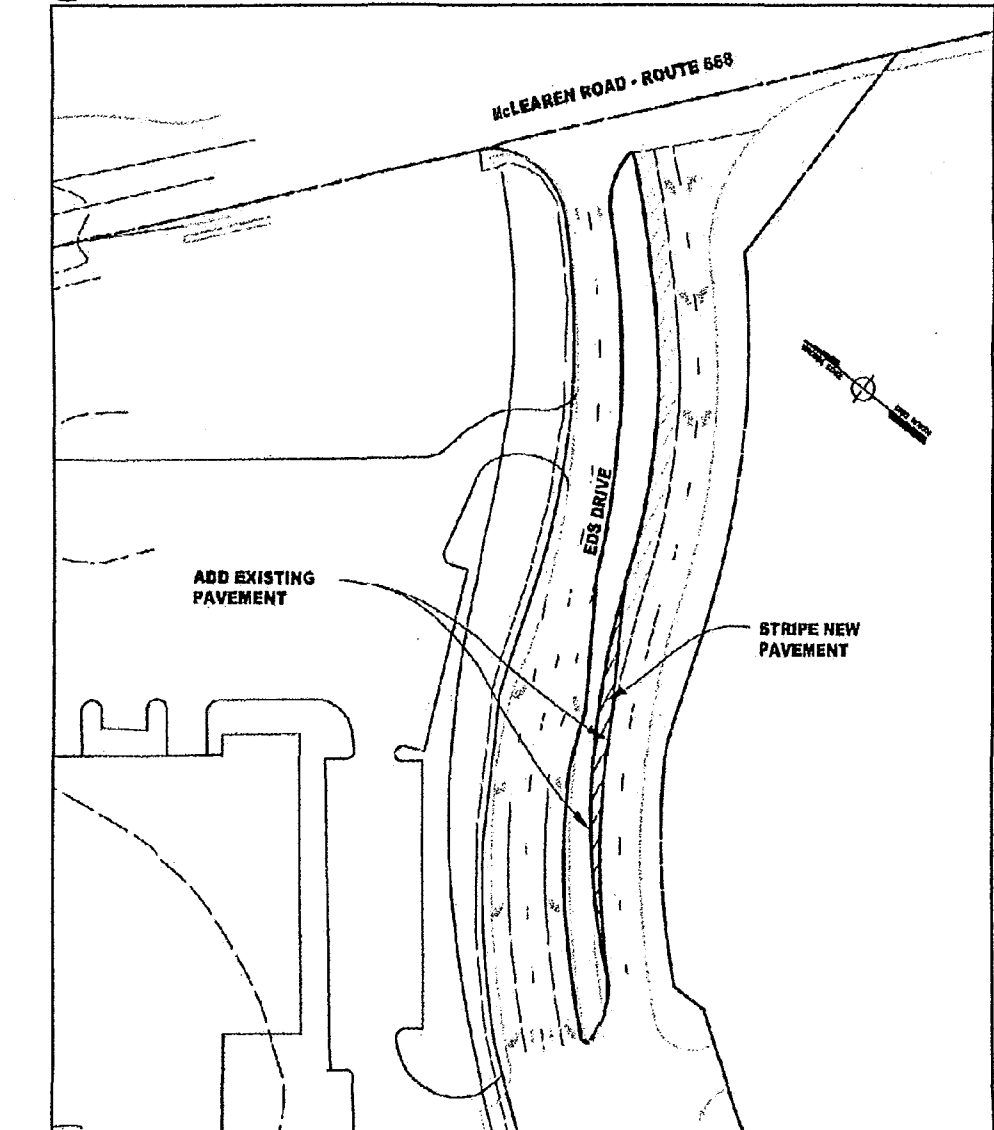 McLEAREN ROAD - ROUTE 668
EDS DRIVE
ADD EXISTING
PAVEMENT
STRIPE NEW
PAVEMENT